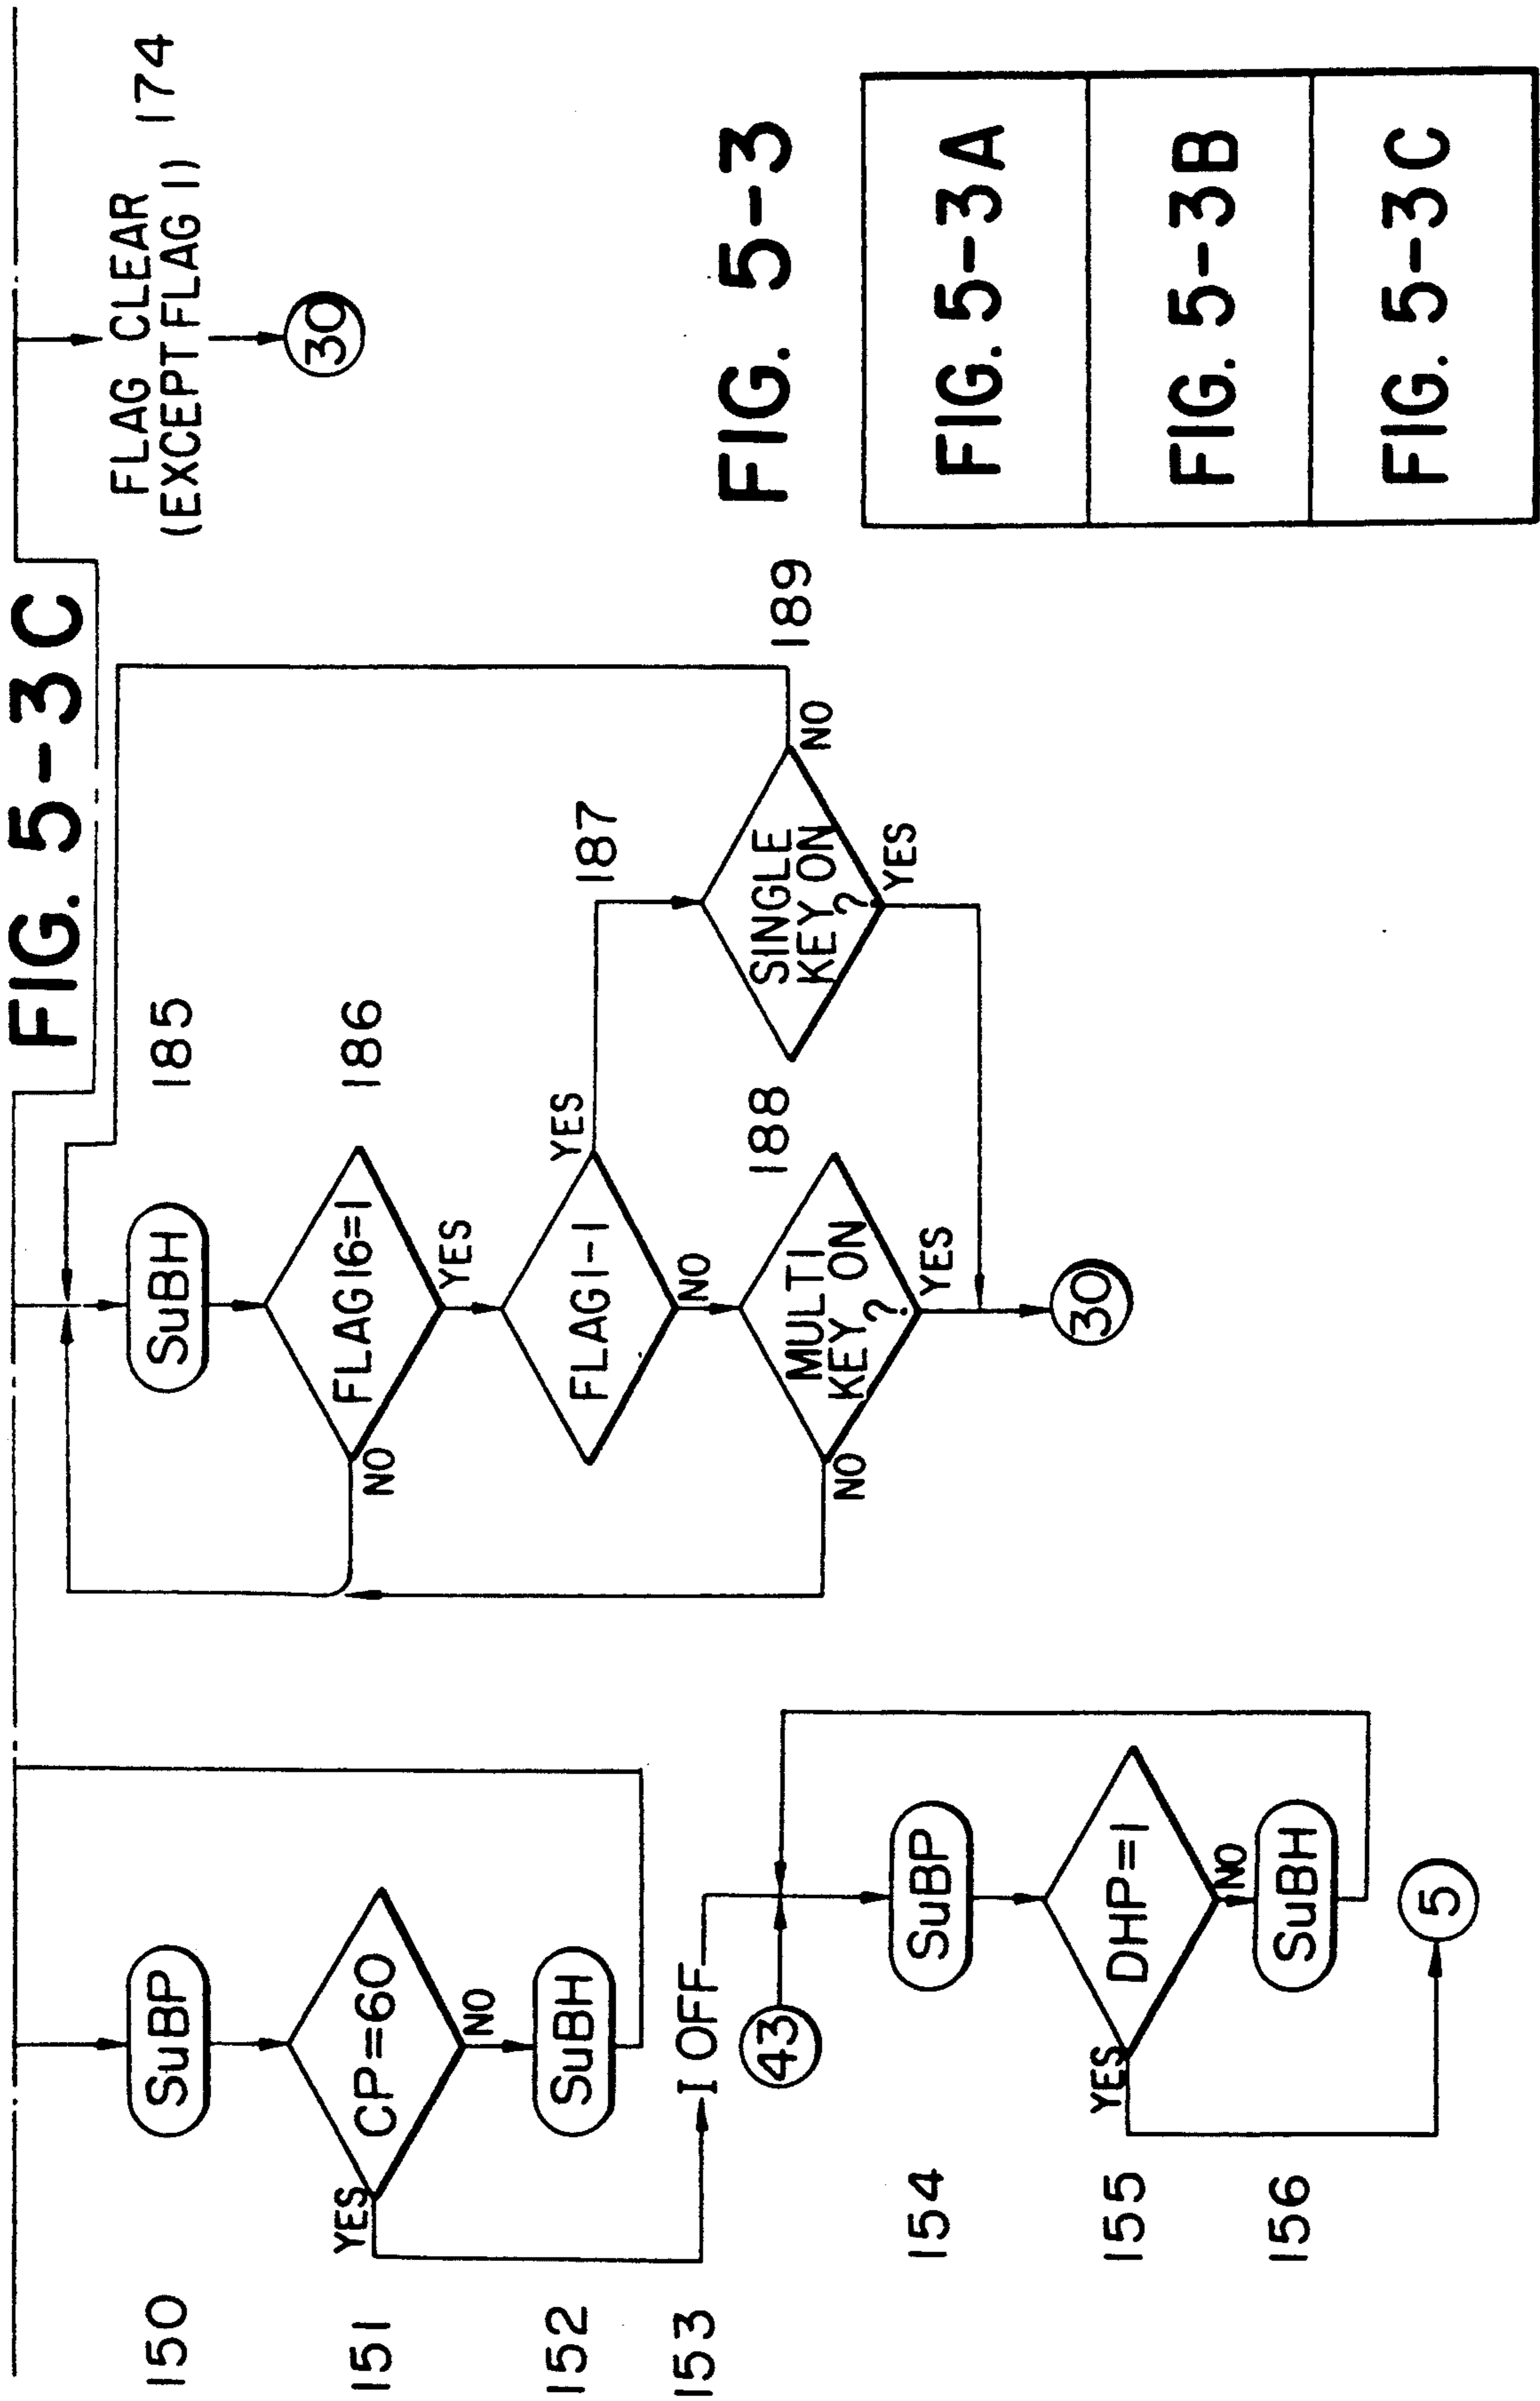 FIG. 5-3C
150
SuBP
151
CP=60
YES
NO
152
SuBH
153
I OFF
43
154
SuBP
155
DHP=1
YES
NO
156
SuBH
5
SuBH
185
FLAG16=1
186
NO
YES
FLAG1-1
YES
187
NO
MULTI
KEY ON
?
188
NO
YES
SINGLE
KEY ON
?
189
NO
YES
30
FLAG CLEAR 174
(EXCEPT FLAG 1)
30
FIG. 5-3
FIG. 5-3A
FIG. 5-3B
FIG. 5-3C